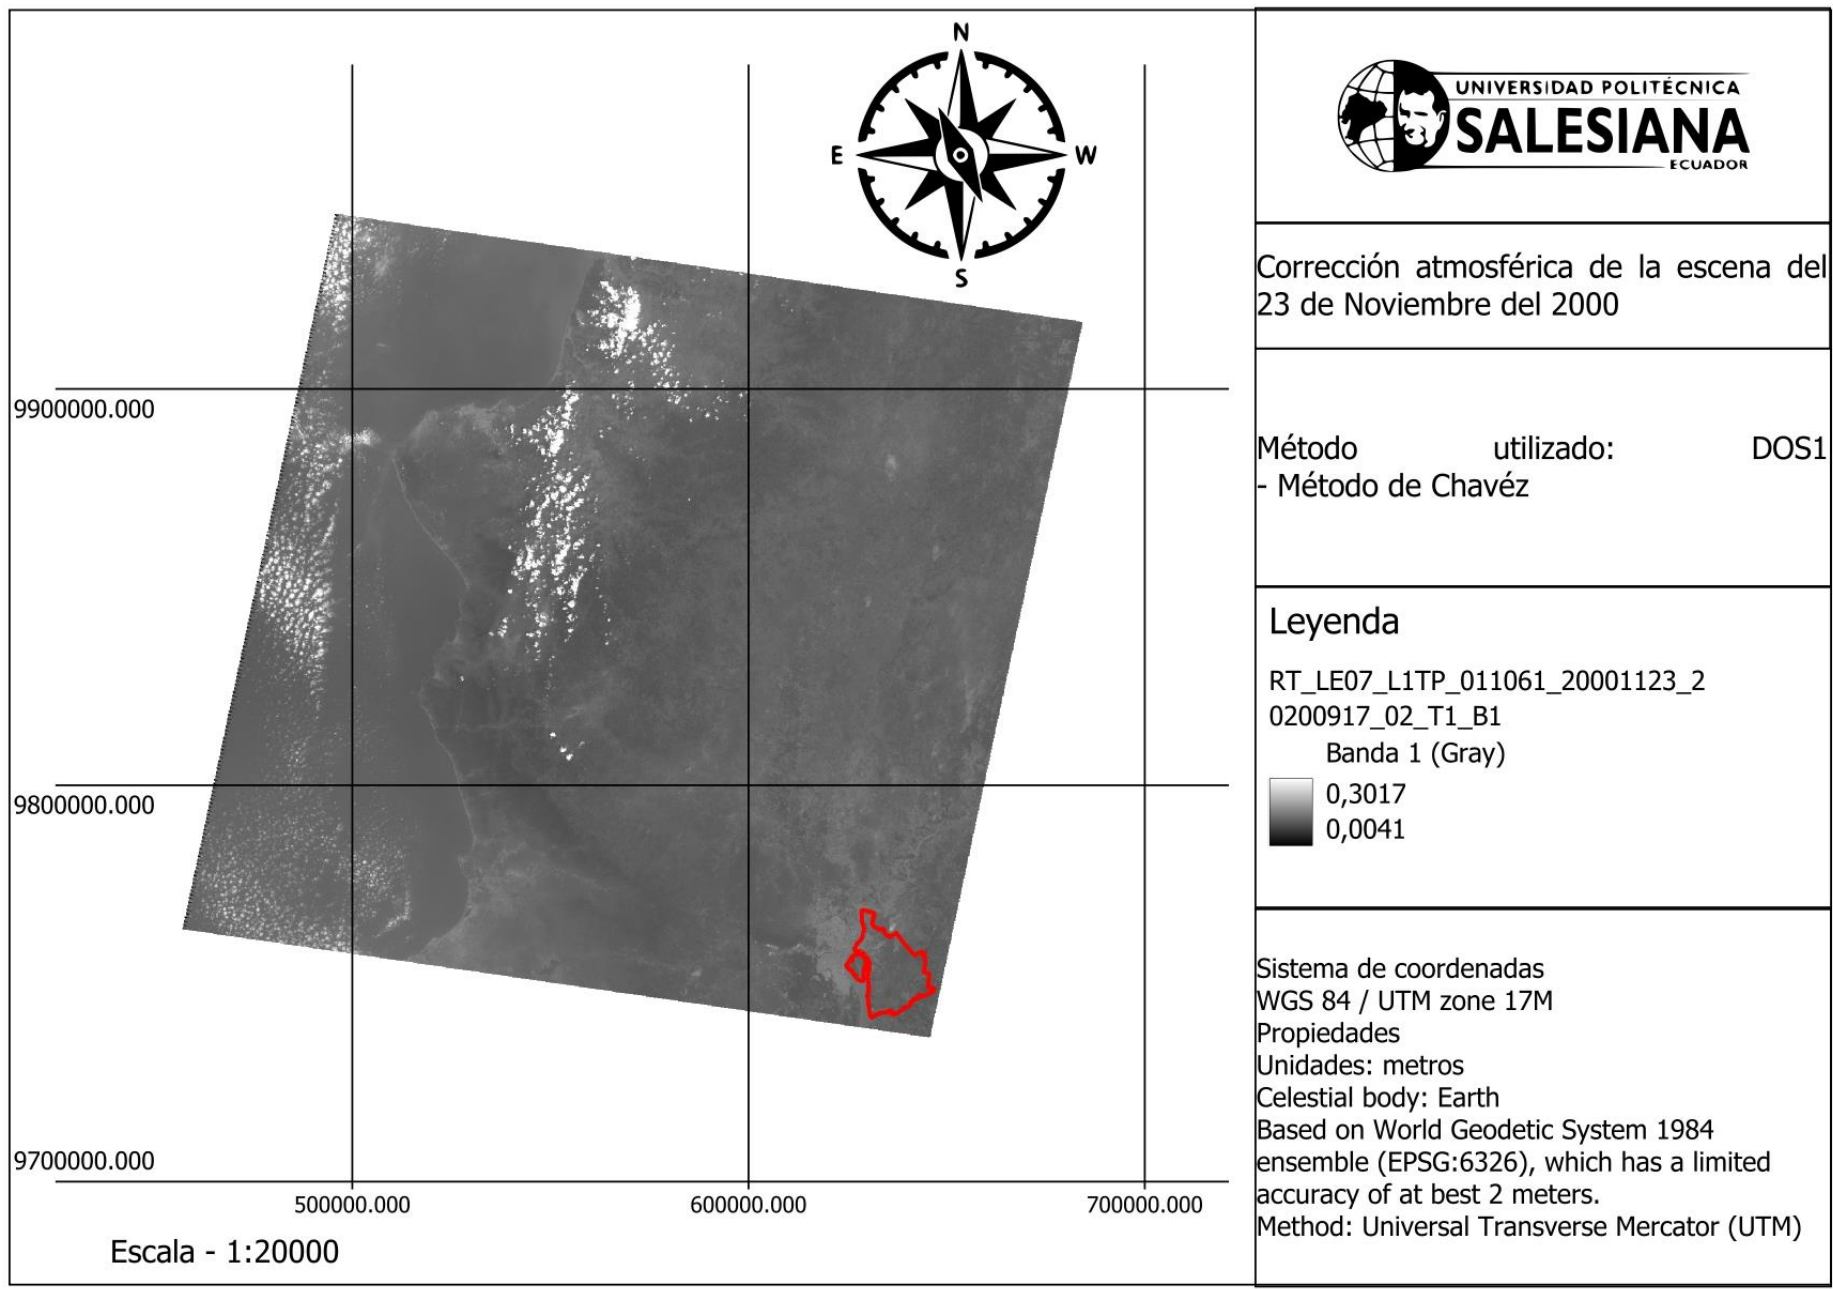 N
E
W
S
9900000.000
9800000.000
9700000.000
500000.000
600000.000
700000.000
Escala - 1:20000
UNIVERSIDAD POLITÉCNICA
SALESIANA
ECUADOR
Corrección atmosférica de la escena del
23 de Noviembre del 2000
Método utilizado: DOS1
- Método de Chavéz
Leyenda
RT_LE07_L1TP_011061_20001123_2
0200917_02_T1_B1
Banda 1 (Gray)
0,3017
0,0041
Sistema de coordenadas
WGS 84 / UTM zone 17M
Propiedades
Unidades: metros
Celestial body: Earth
Based on World Geodetic System 1984
ensemble (EPSG:6326), which has a limited
accuracy of at best 2 meters.
Method: Universal Transverse Mercator (UTM)